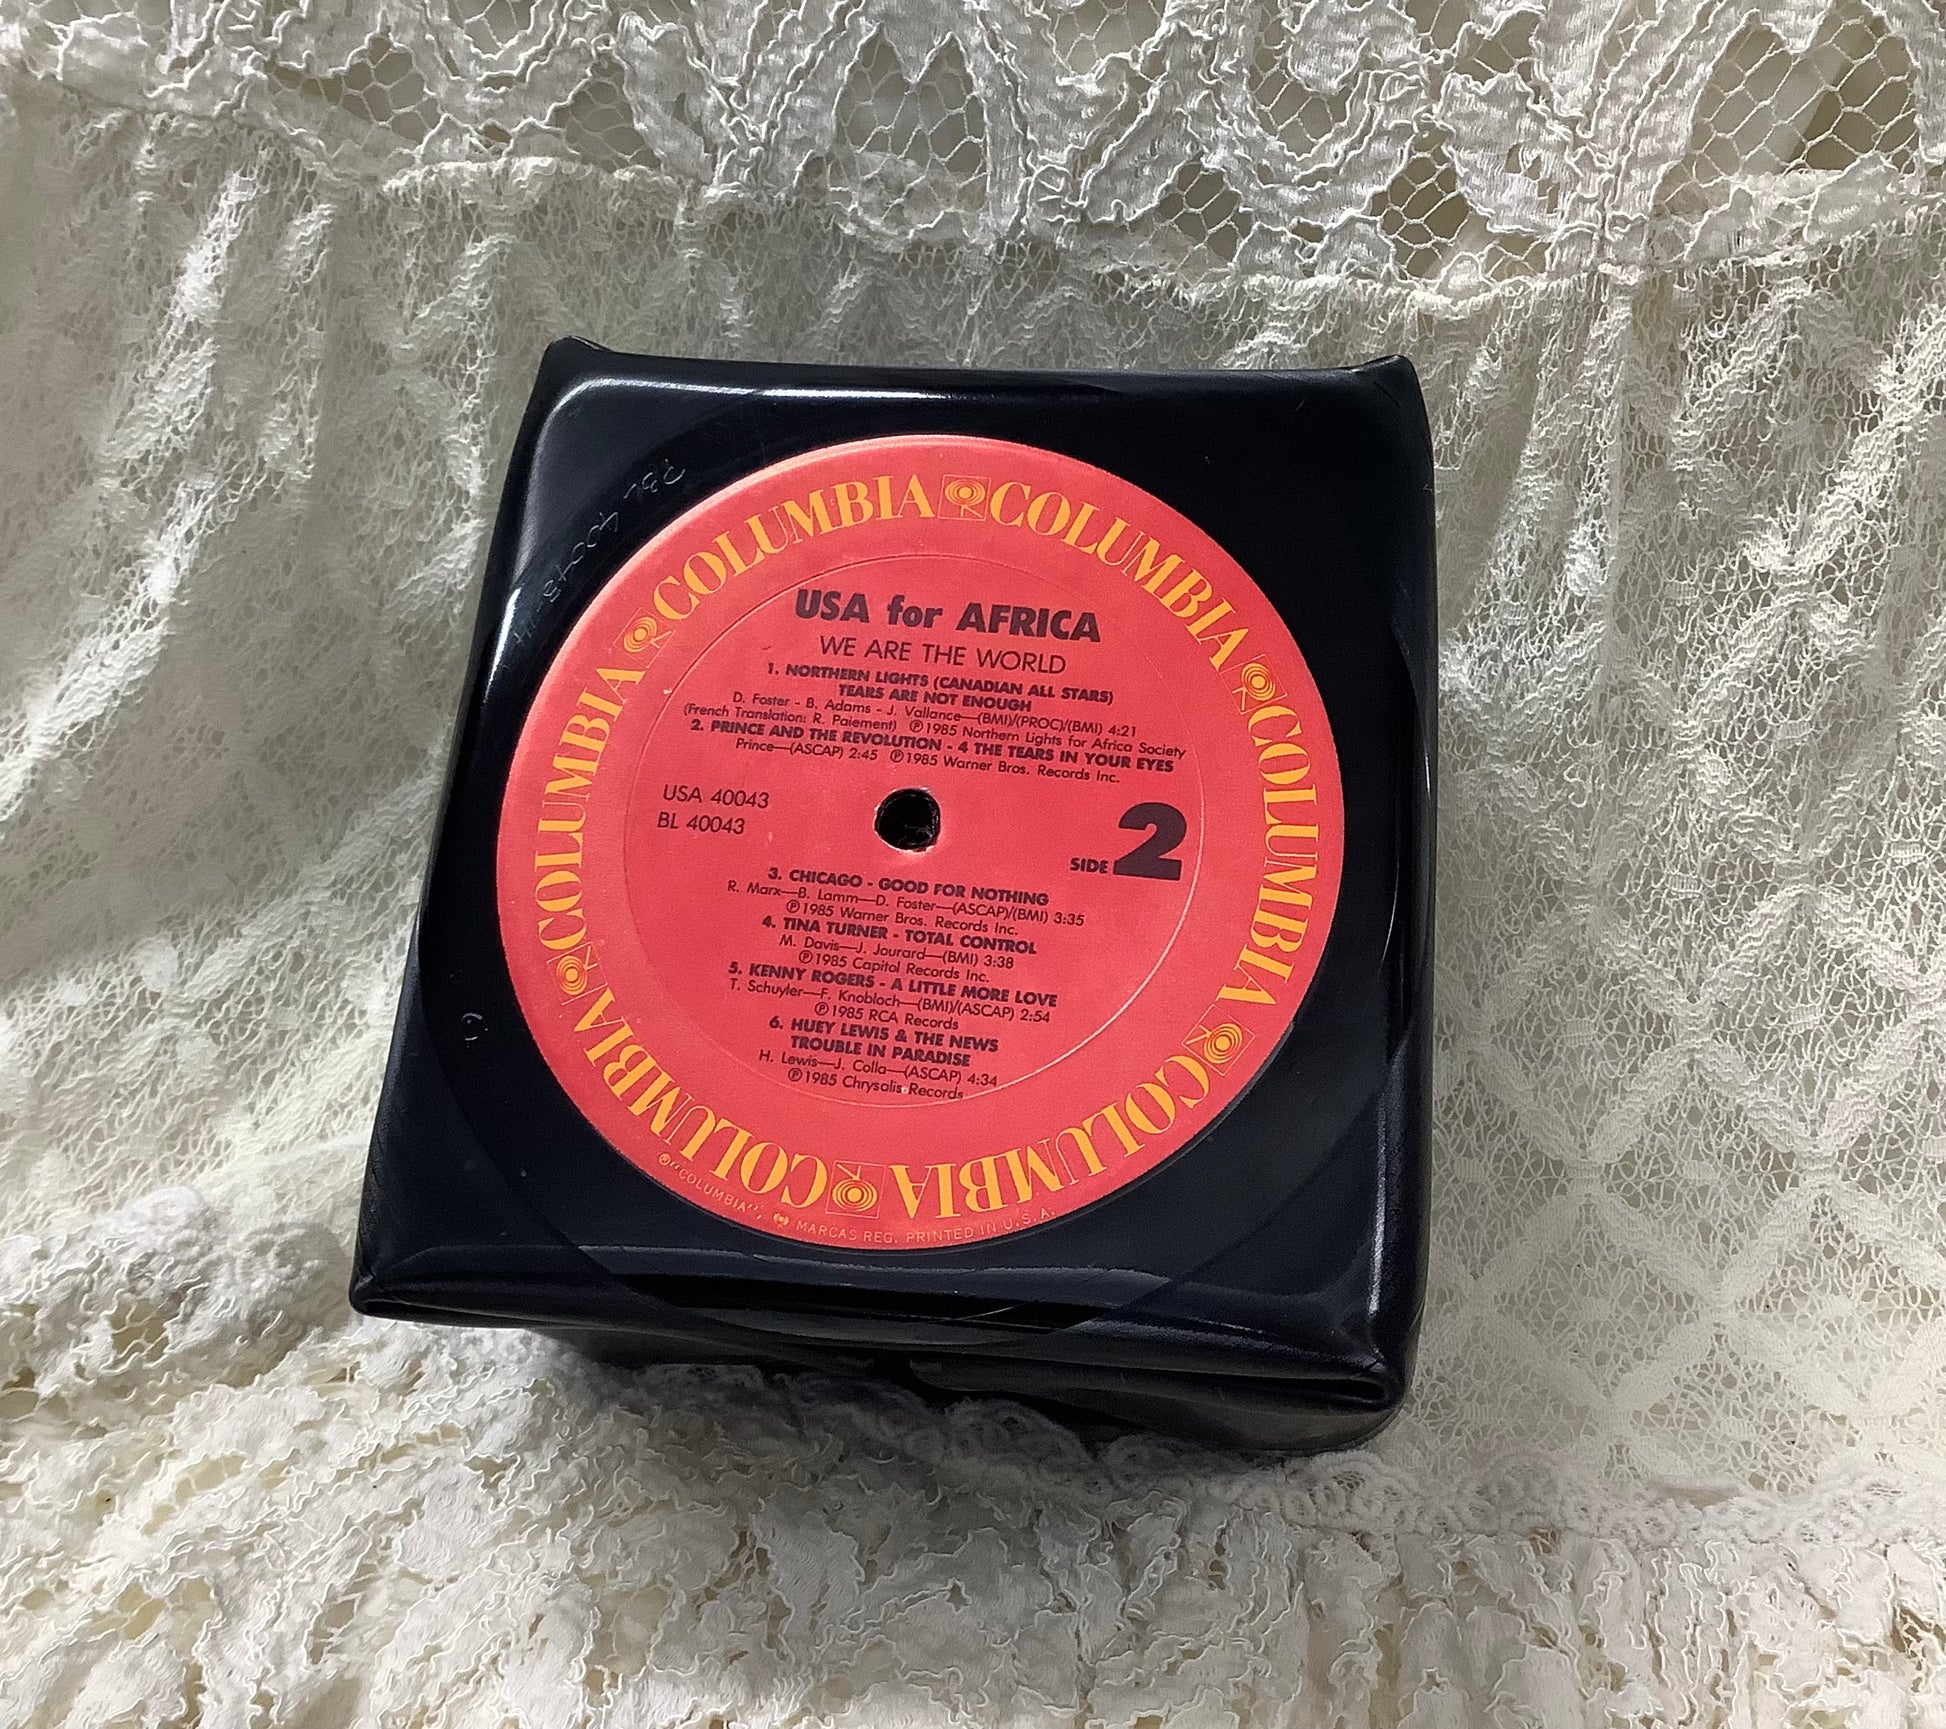 COLUMBIA COLUMBIA COLUMBIA COLUMBIA COLUMBIA COLUMBIA COLUMBIA COLUMBIA
USA for AFRICA
WE ARE THE WORLD
1. NORTHERN LIGHTS (CANADIAN ALL STARS)
TEARS ARE NOT ENOUGH
D. Foster - B. Adams - J. Vallance—(BMI)/(PROC)/(BMI) 4:21
(French Translation: R. Paiement) ℗1985 Northern Lights for Africa Society
2. PRINCE AND THE REVOLUTION - 4 THE TEARS IN YOUR EYES
Prince—(ASCAP) 2:45 ℗1985 Warner Bros. Records Inc.
USA 40043
BL 40043
SIDE 2
3. CHICAGO - GOOD FOR NOTHING
R. Marx—B. Lamm—D. Foster—(ASCAP)/(BMI) 3:35
℗1985 Warner Bros. Records Inc.
4. TINA TURNER - TOTAL CONTROL
M. Davis—J. Jourard—(BMI) 3:38
℗1985 Capitol Records Inc.
5. KENNY ROGERS - A LITTLE MORE LOVE
T. Schuyler—F. Knobloch—(BMI)/(ASCAP) 2:54
℗1985 RCA Records
6. HUEY LEWIS & THE NEWS
TROUBLE IN PARADISE
H. Lewis—J. Colla—(ASCAP) 4:34
℗1985 Chrysalis Records
®"COLUMBIA", MARCAS REG. PRINTED IN U.S.A.